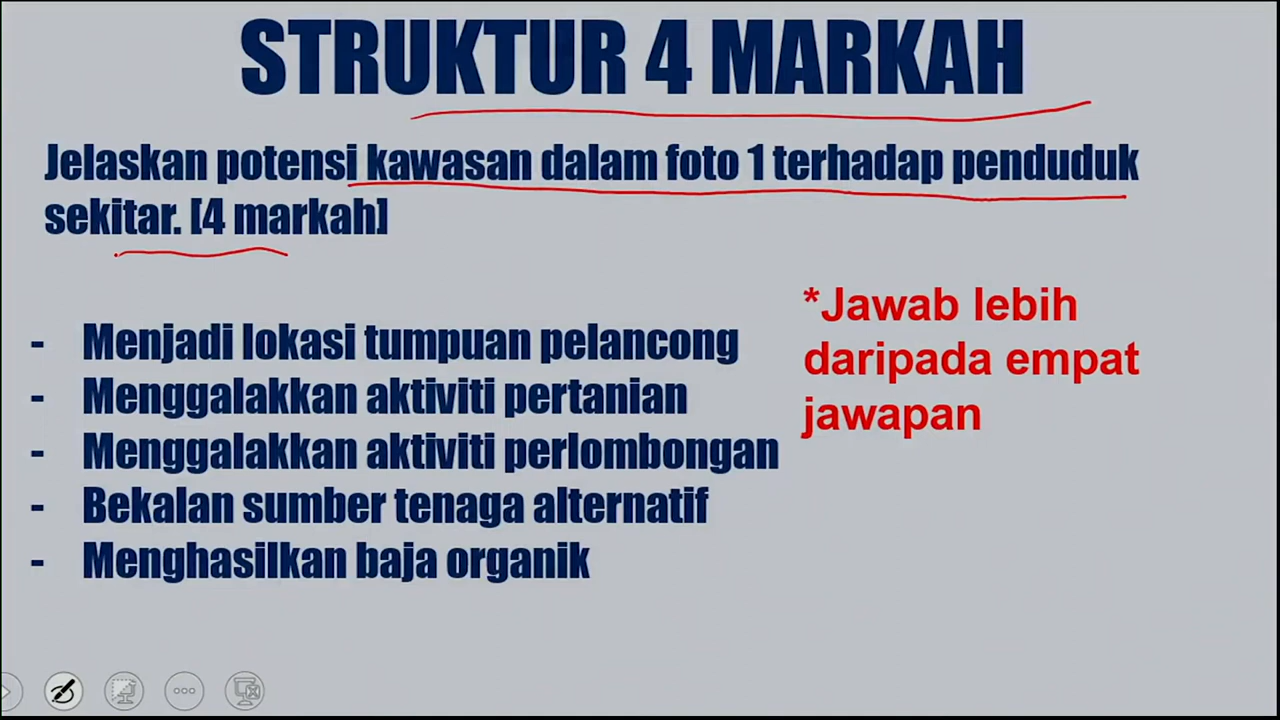 STRUKTUR 4 MARKAH
Jelaskan potensi kawasan dalam foto 1 terhadap penduduk
sekitar. [4 markah]
*Jawab lebih
daripada empat
jawapan
- Menjadi lokasi tumpuan pelancong
- Menggalakkan aktiviti pertanian
- Menggalakkan aktiviti perlombongan
- Bekalan sumber tenaga alternatif
- Menghasilkan baja organik